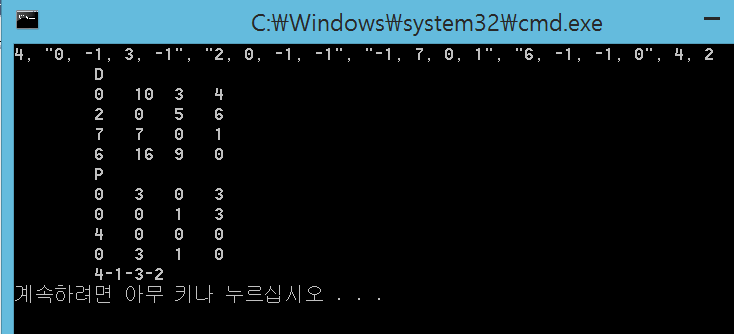 C:₩Windows₩system32₩cmd.exe
4, "0, -1, 3, -1", "2, 0, -1, -1", "-1, 7, 0, 1", "6, -1, -1, 0", 4, 2
D
0 10 3 4
2 0 5 6
7 7 0 1
6 16 9 0
P
0 3 0 3
0 0 1 3
4 0 0 0
0 3 1 0
4-1-3-2
계속하려면 아무 키나 누르십시오 . . .